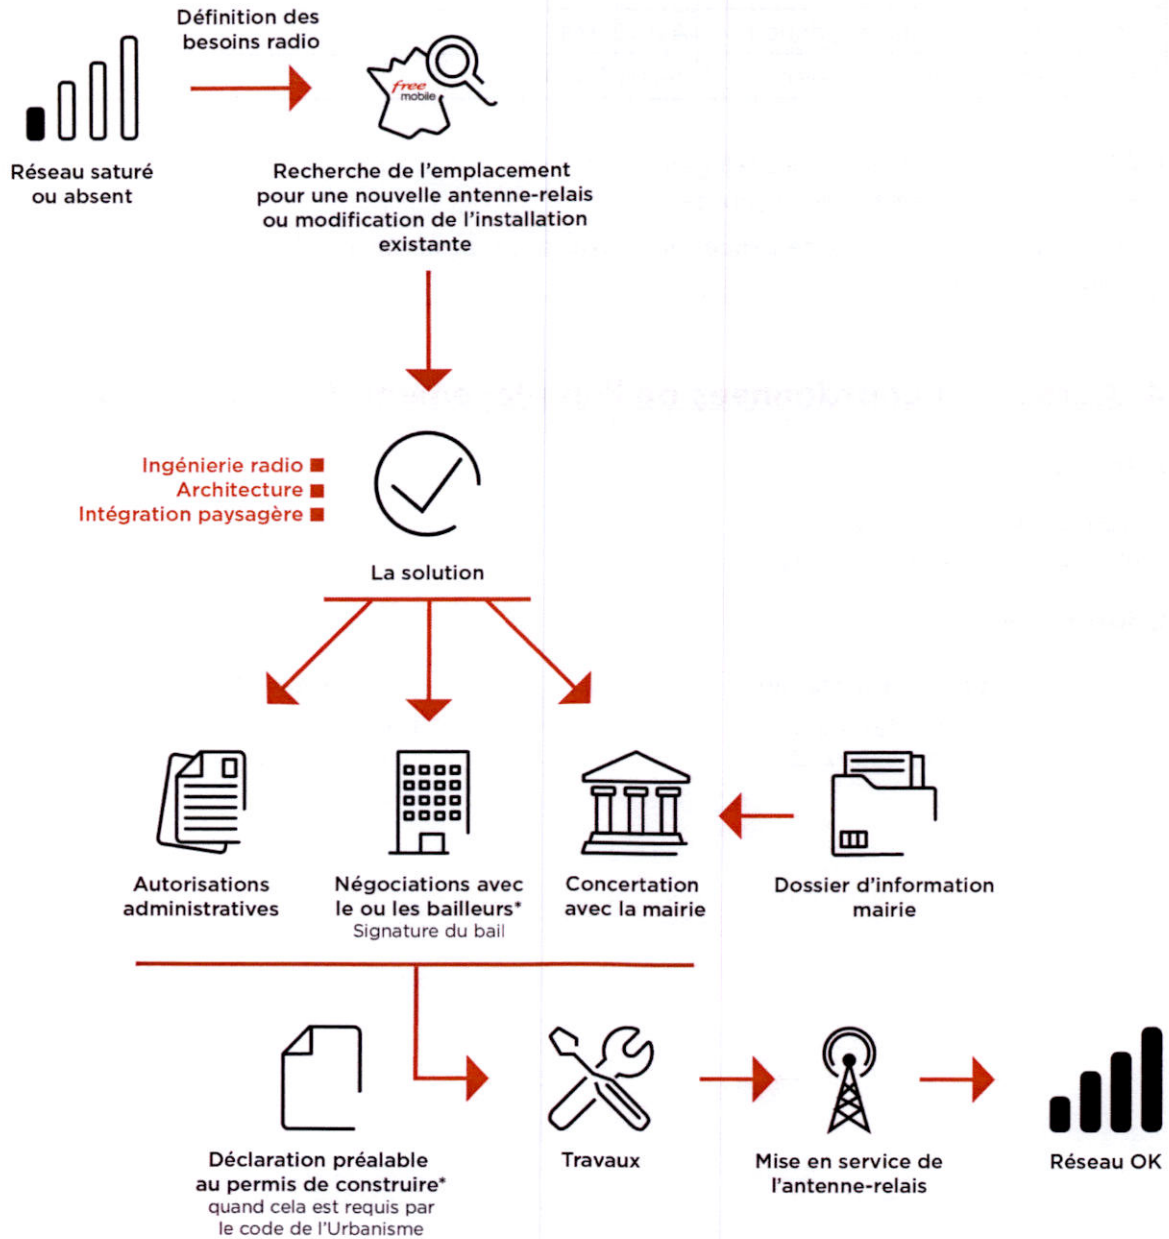 Définition des
besoins radio
free
mobile
Réseau saturé
ou absent
Recherche de l'emplacement
pour une nouvelle antenne-relais
ou modification de l'installation
existante
Ingénierie radio
Architecture
Intégration paysagère
La solution
Autorisations
administratives
Négociations avec
le ou les bailleurs*
Signature du bail
Concertation
avec la mairie
Dossier d'information
mairie
Déclaration préalable
au permis de construire*
quand cela est requis par
le code de l'Urbanisme
Travaux
Mise en service de
l'antenne-relais
Réseau OK